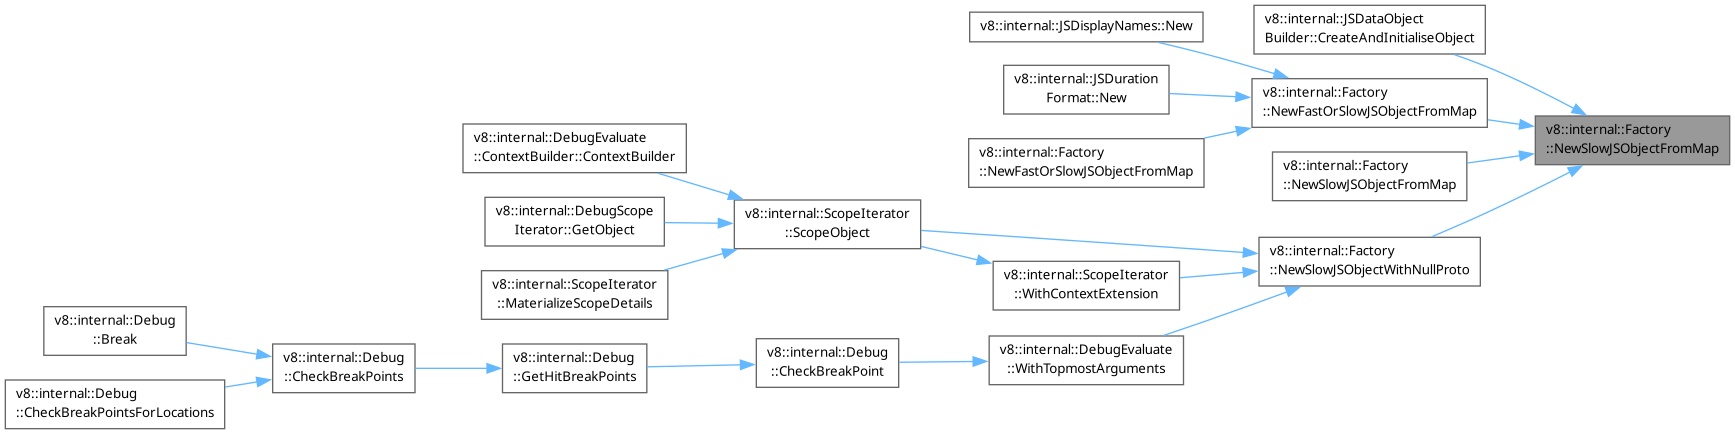 v8::internal::JSDisplayNames::New
v8::internal::JSDataObject
Builder::CreateAndInitialiseObject
v8::internal::JSDuration
Format::New
v8::internal::Factory
::NewFastOrSlowJSObjectFromMap
v8::internal::Factory
::NewSlowJSObjectFromMap
v8::internal::DebugEvaluate
::ContextBuilder::ContextBuilder
v8::internal::Factory
::NewFastOrSlowJSObjectFromMap
v8::internal::Factory
::NewSlowJSObjectFromMap
v8::internal::DebugScope
Iterator::GetObject
v8::internal::ScopeIterator
::ScopeObject
v8::internal::Factory
::NewSlowJSObjectWithNullProto
v8::internal::ScopeIterator
::MaterializeScopeDetails
v8::internal::ScopeIterator
::WithContextExtension
v8::internal::Debug
::Break
v8::internal::Debug
::CheckBreakPoints
v8::internal::Debug
::GetHitBreakPoints
v8::internal::Debug
::CheckBreakPoint
v8::internal::DebugEvaluate
::WithTopmostArguments
v8::internal::Debug
::CheckBreakPointsForLocations